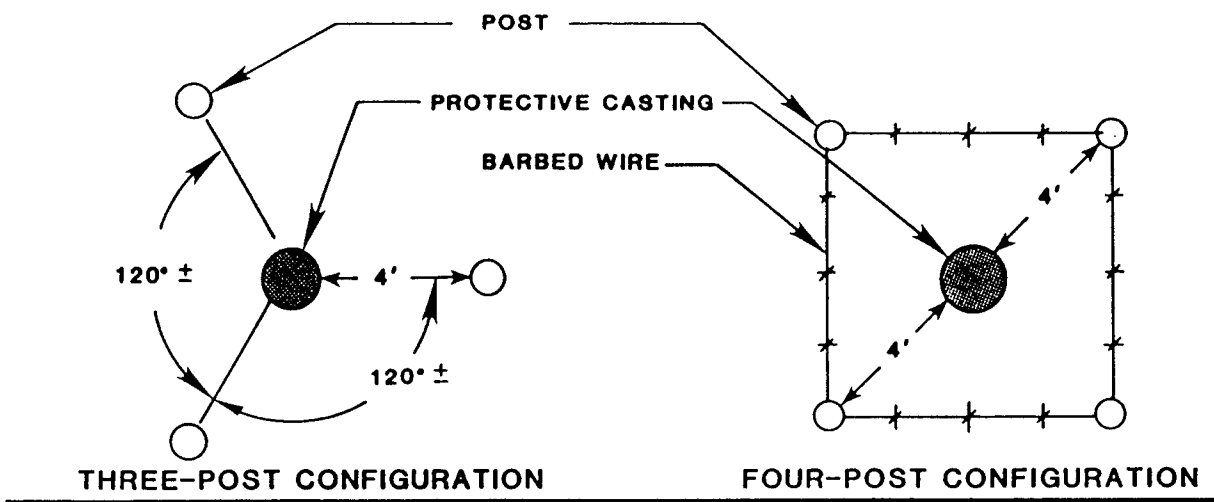 POST
PROTECTIVE CASTING
BARBED WIRE
4'
120° ±
4'
120° ±
4'
THREE-POST CONFIGURATION
FOUR-POST CONFIGURATION